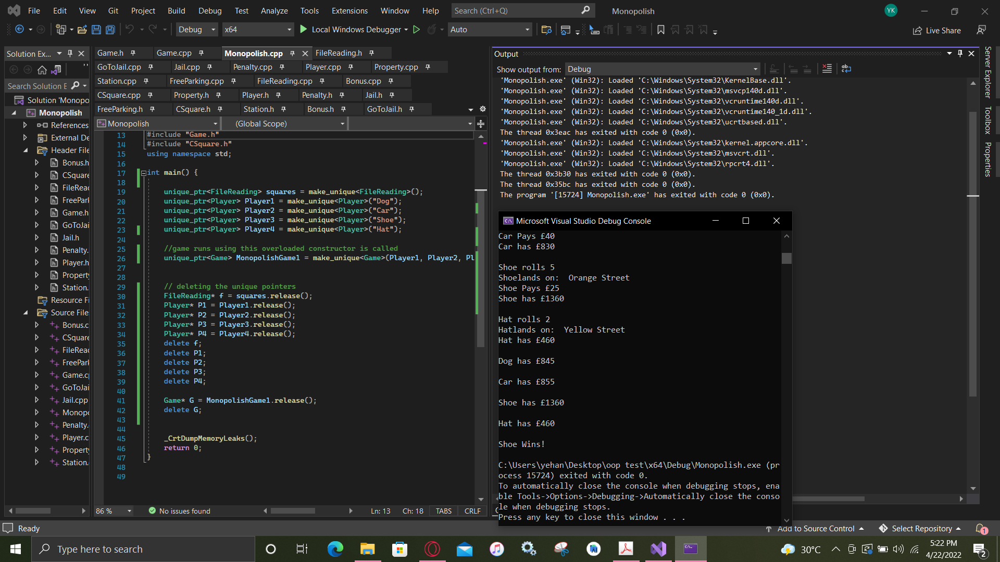 File Edit View Git Project Build Debug Test Analyze Tools Extensions Window Help Search (Ctrl+Q) Monopolish YK
Debug x64 Local Windows Debugger Auto Live Share
Solution Ex...
Search Solution E
Solution 'Monopo
Monopolish
References
External De
Header File
Bonus.h
CSquare
FileRead
FreePark
Game.h
GoToJai
Jail.h
Penalty.
Player.h
Property
Station.
Resource Fi
Source File
Bonus.c
CSquare
FileRead
FreePark
Game.c
GoToJai
Jail.cpp
Monopo
Penalty.
Player.c
Property
Station.
Game.h Game.cpp Monopolish.cpp FileReading.h
GoToJail.cpp Jail.cpp Penalty.cpp Player.cpp Property.cpp
Station.cpp FreeParking.cpp FileReading.cpp Bonus.cpp
CSquare.cpp Property.h Player.h Penalty.h Jail.h
FreeParking.h CSquare.h Station.h Bonus.h GoToJail.h
Monopolish (Global Scope)
13 #include "Game.h"
14 #include "CSquare.h"
15 using namespace std;
16
17 int main() {
18
19 unique_ptr<FileReading> squares = make_unique<FileReading>();
20 unique_ptr<Player> Player1 = make_unique<Player>("Dog");
21 unique_ptr<Player> Player2 = make_unique<Player>("Car");
22 unique_ptr<Player> Player3 = make_unique<Player>("Shoe");
23 unique_ptr<Player> Player4 = make_unique<Player>("Hat");
24
25 //game runs using this overloaded constructor is called
26 unique_ptr<Game> MonopolishGame1 = make_unique<Game>(Player1, Player2, Pl
27
28
29 // deleting the unique pointers
30 FileReading* f = squares.release();
31 Player* P1 = Player1.release();
32 Player* P2 = Player2.release();
33 Player* P3 = Player3.release();
34 Player* P4 = Player4.release();
35 delete f;
36 delete P1;
37 delete P2;
38 delete P3;
39 delete P4;
40
41 Game* G = MonopolishGame1.release();
42 delete G;
43
44
45 _CrtDumpMemoryLeaks();
46 return 0;
47 }
48
49
86 % No issues found Ln: 13 Ch: 18 TABS CRLF
Output
Show output from: Debug
'Monopolish.exe' (Win32): Loaded 'C:\Windows\System32\KernelBase.dll'.
'Monopolish.exe' (Win32): Loaded 'C:\Windows\System32\msvcp140d.dll'.
'Monopolish.exe' (Win32): Loaded 'C:\Windows\System32\vcruntime140d.dll'.
'Monopolish.exe' (Win32): Loaded 'C:\Windows\System32\vcruntime140_1d.dll'.
'Monopolish.exe' (Win32): Loaded 'C:\Windows\System32\ucrtbased.dll'.
The thread 0x3eac has exited with code 0 (0x0).
'Monopolish.exe' (Win32): Loaded 'C:\Windows\System32\kernel.appcore.dll'.
'Monopolish.exe' (Win32): Loaded 'C:\Windows\System32\msvcrt.dll'.
'Monopolish.exe' (Win32): Loaded 'C:\Windows\System32\rpcrt4.dll'.
The thread 0x3b30 has exited with code 0 (0x0).
The thread 0x35bc has exited with code 0 (0x0).
The program '[15724] Monopolish.exe' has exited with code 0 (0x0).
Server Explorer
Toolbox
Properties
Microsoft Visual Studio Debug Console
Car Pays £40
Car has £830
Shoe rolls 5
Shoelands on: Orange Street
Shoe Pays £25
Shoe has £1360
Hat rolls 2
Hatlands on: Yellow Street
Hat has £460
Dog has £845
Car has £855
Shoe has £1360
Hat has £460
Shoe Wins!
C:\Users\yehan\Desktop\oop test\x64\Debug\Monopolish.exe (pr
ocess 15724) exited with code 0.
To automatically close the console when debugging stops, ena
ble Tools->Options->Debugging->Automatically close the conso
le when debugging stops.
Press any key to close this window . . .
Ready Add to Source Control Select Repository 1
Type here to search 30°C 5:22 PM
4/22/2022 2